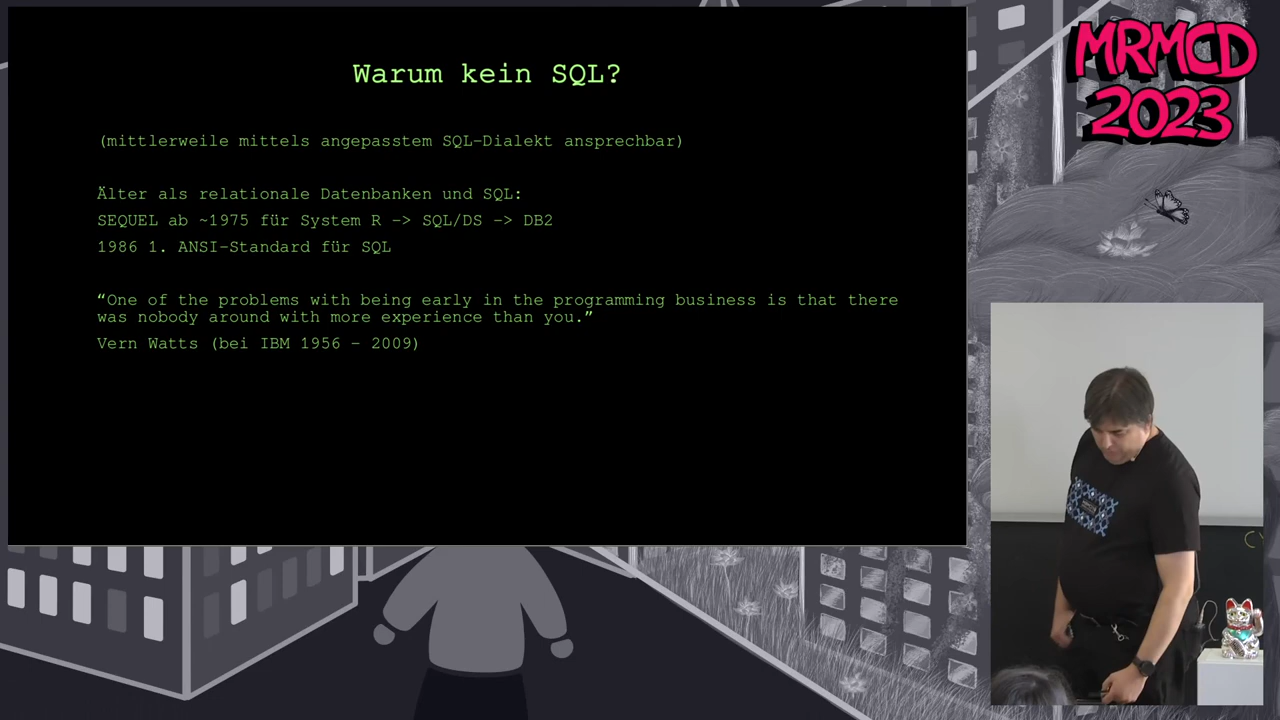 Warum kein SQL?
(mittlerweile mittels angepasstem SQL-Dialekt ansprechbar)
Älter als relationale Datenbanken und SQL:
SEQUEL ab ~1975 für System R -> SQL/DS -> DB2
1986 1. ANSI-Standard für SQL
“One of the problems with being early in the programming business is that there
was nobody around with more experience than you.”
Vern Watts (bei IBM 1956 - 2009)
MRMCD
2023